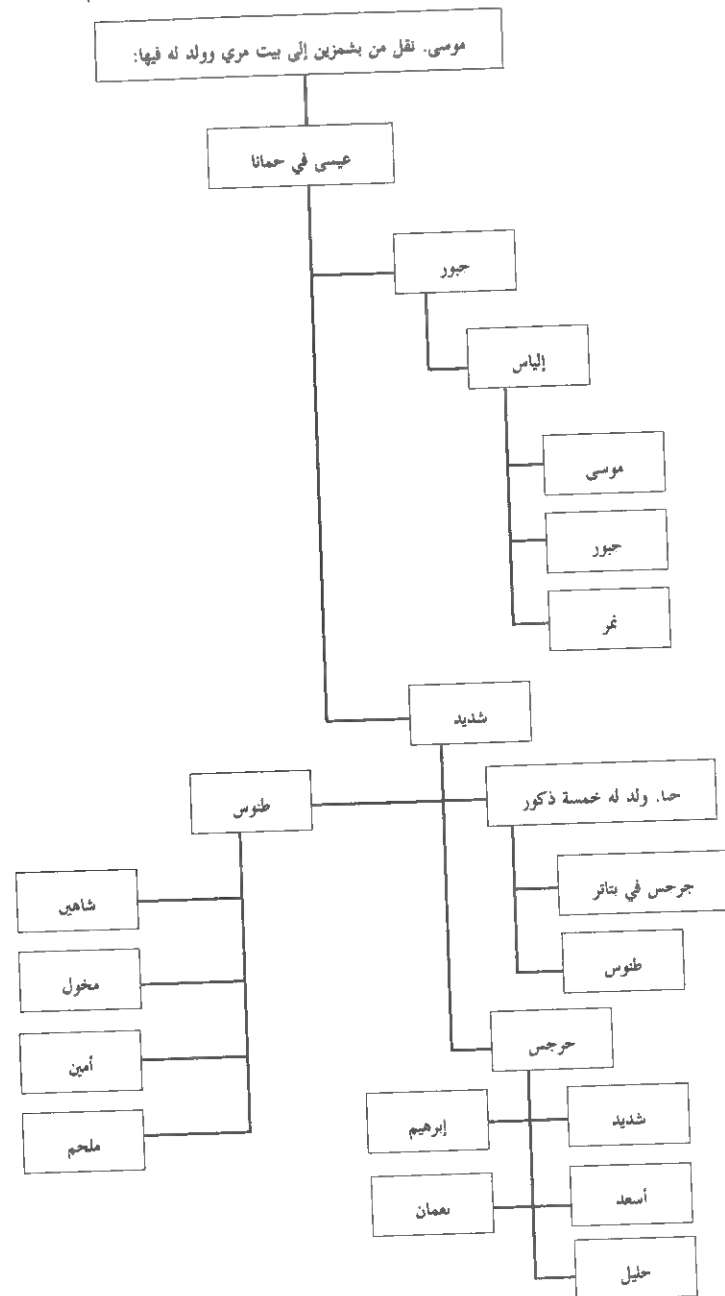 موسى. نقل من بشمزين إلى بيت مري وولد له فيها:
عيسى في حمانا
جبور
إلياس
موسى
جبور
نمر
شديد
حنا. ولد له خمسة ذكور
طنوس
جرجس في بتاتر
شاهين
طنوس
مخول
جرجس
أمين
شديد
إبرهيم
ملحم
أسعد
نعمان
خليل